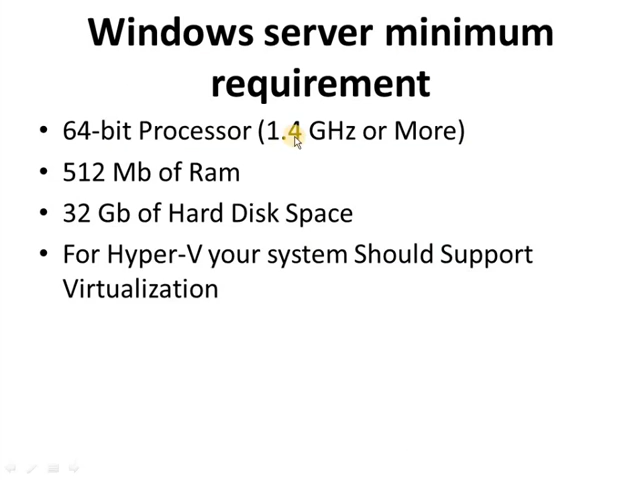 Windows server minimum
requirement
• 64-bit Processor (1.4 GHz or More)
• 512 Mb of Ram
• 32 Gb of Hard Disk Space
• For Hyper-V your system Should Support
Virtualization